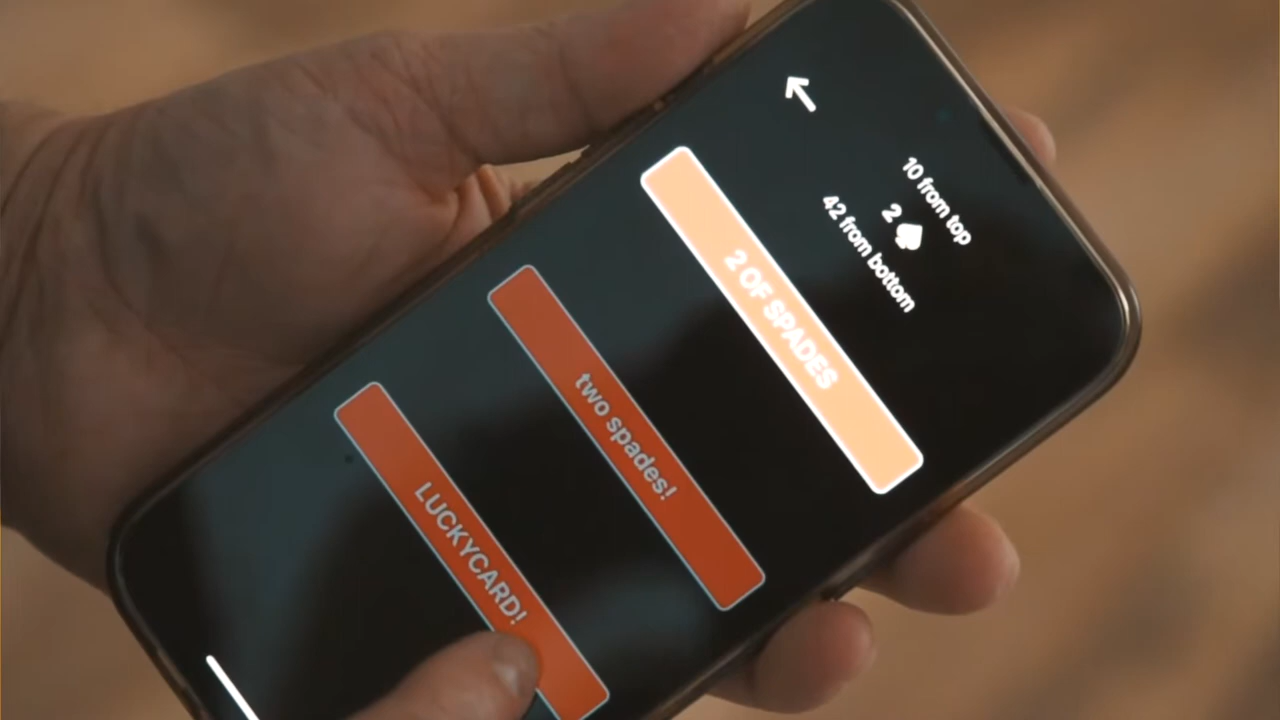 10 from top
2♠
42 from bottom
2 OF SPADES
two spades!
LUCKYCARD!